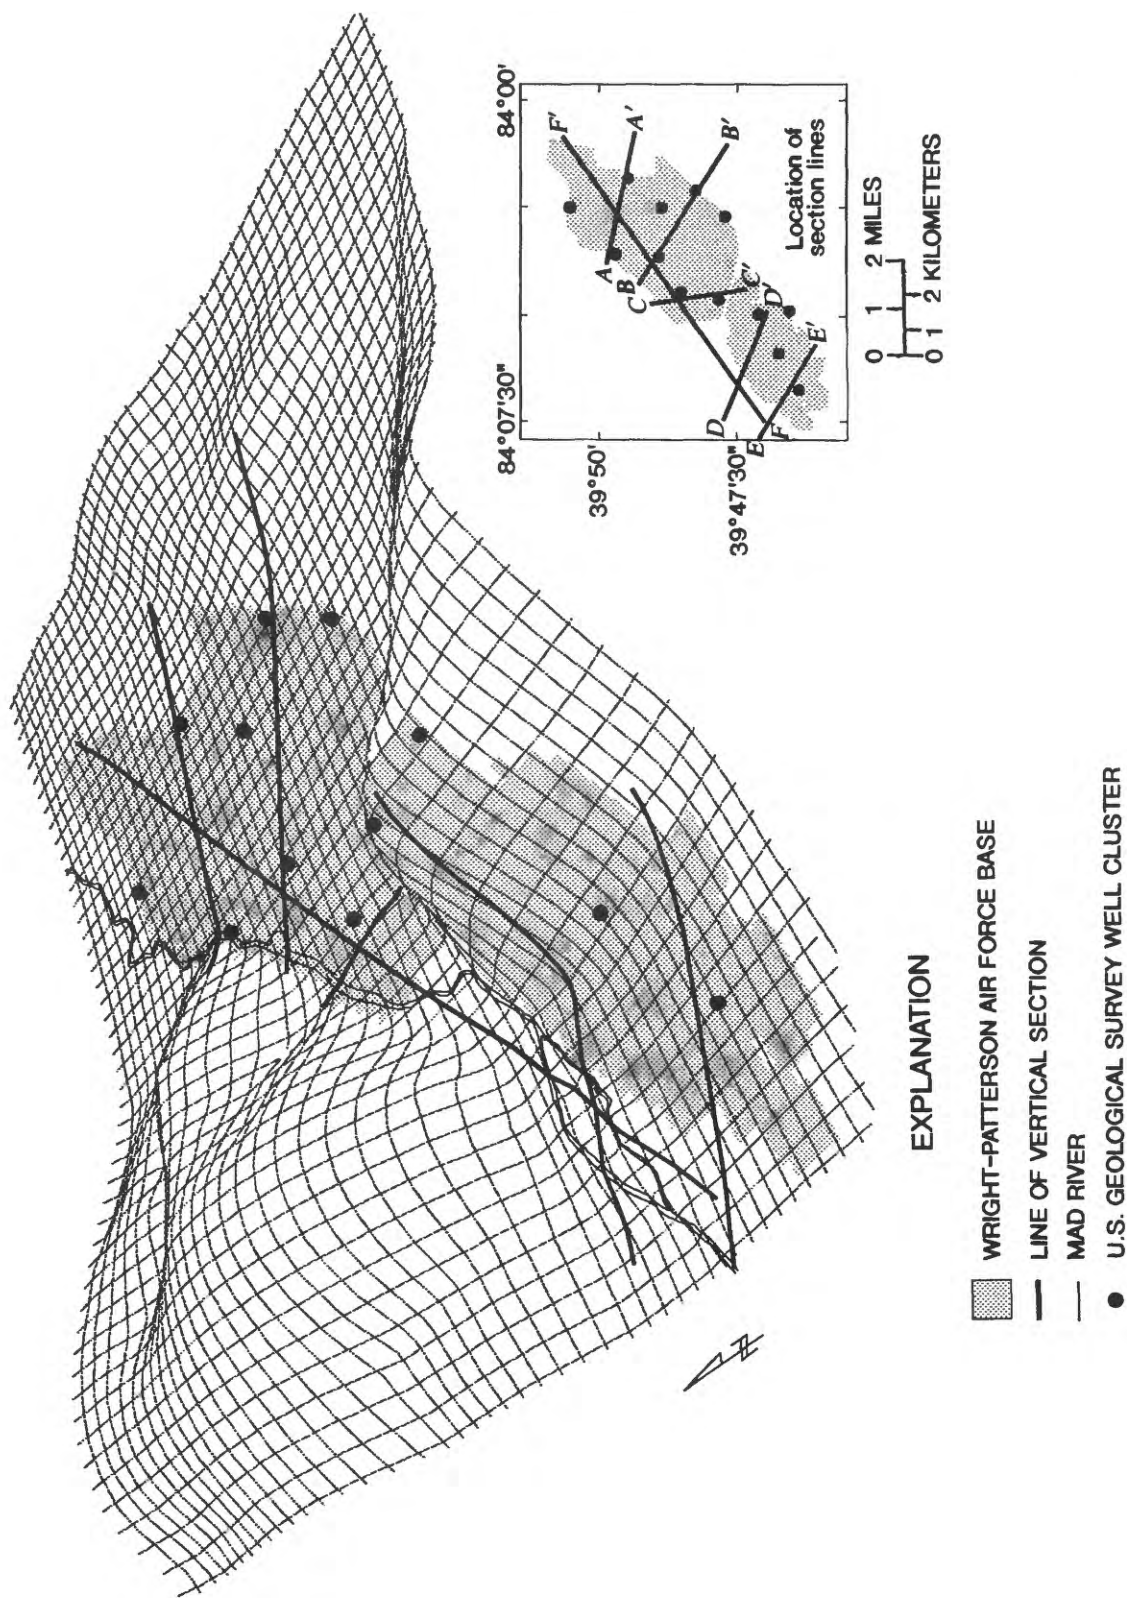 84°07'30"
84°00'
39°50'
39°47'30"
F'
A'
A
B
B'
C
C'
D
D'
E
E'
F
Location of
section lines
0 1 2 MILES
0 1 2 KILOMETERS
N
EXPLANATION
WRIGHT-PATTERSON AIR FORCE BASE
LINE OF VERTICAL SECTION
MAD RIVER
U.S. GEOLOGICAL SURVEY WELL CLUSTER